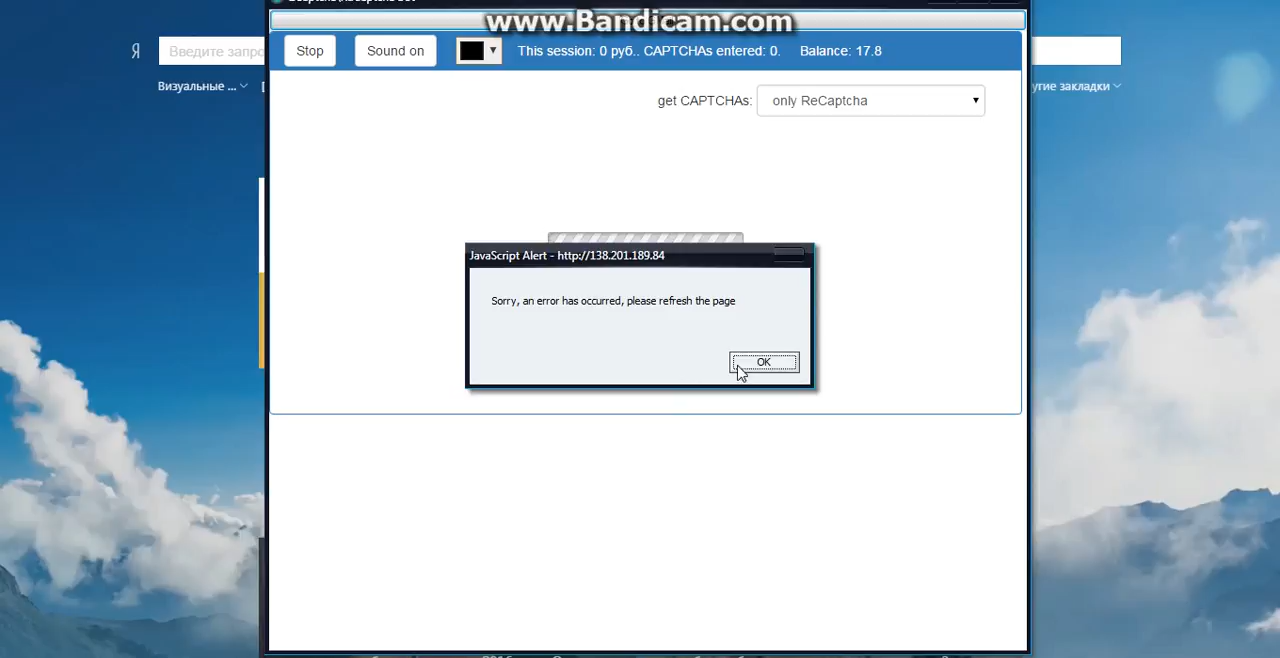 www.Bandicam.com
Я
Введите запро
Stop
Sound on
This session: 0 руб.. CAPTCHAs entered: 0.
Balance: 17.8
Визуальные ...
ругие закладки
get CAPTCHAs:
only ReCaptcha
JavaScript Alert - http://138.201.189.84
Sorry, an error has occurred, please refresh the page
OK